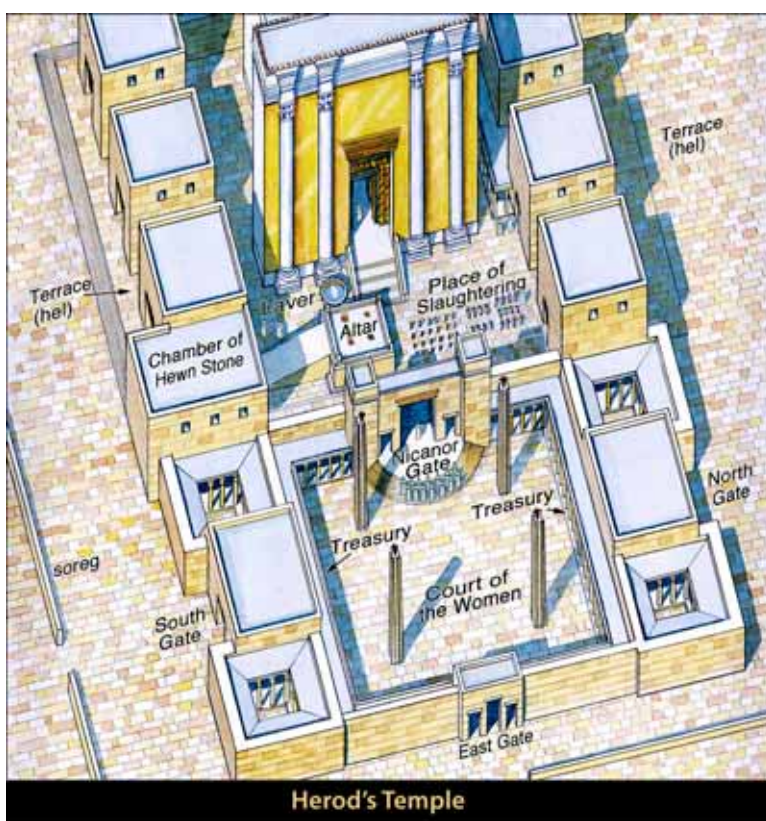 Terrace
(hel)
Terrace
(hel)
Laver
Place of
Slaughtering
Altar
Chamber of
Hewn Stone
Nicanor
Gate
Treasury
North
Gate
Treasury
soreg
Court of
the Women
South
Gate
East Gate
Herod's Temple